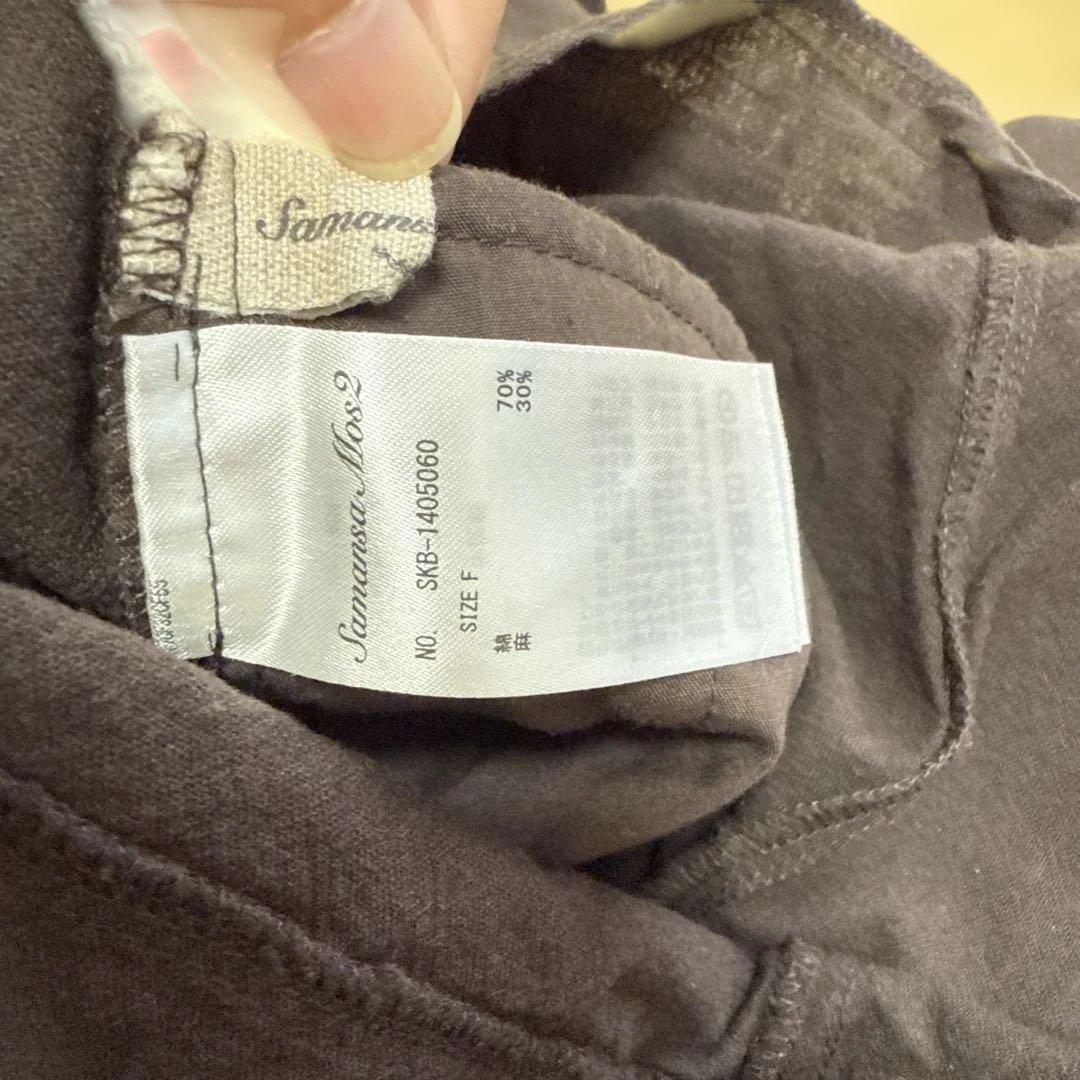 Samansa
Samansa Mos2
NO. SKB-1405060
SIZE F
綿 70%
麻 30%